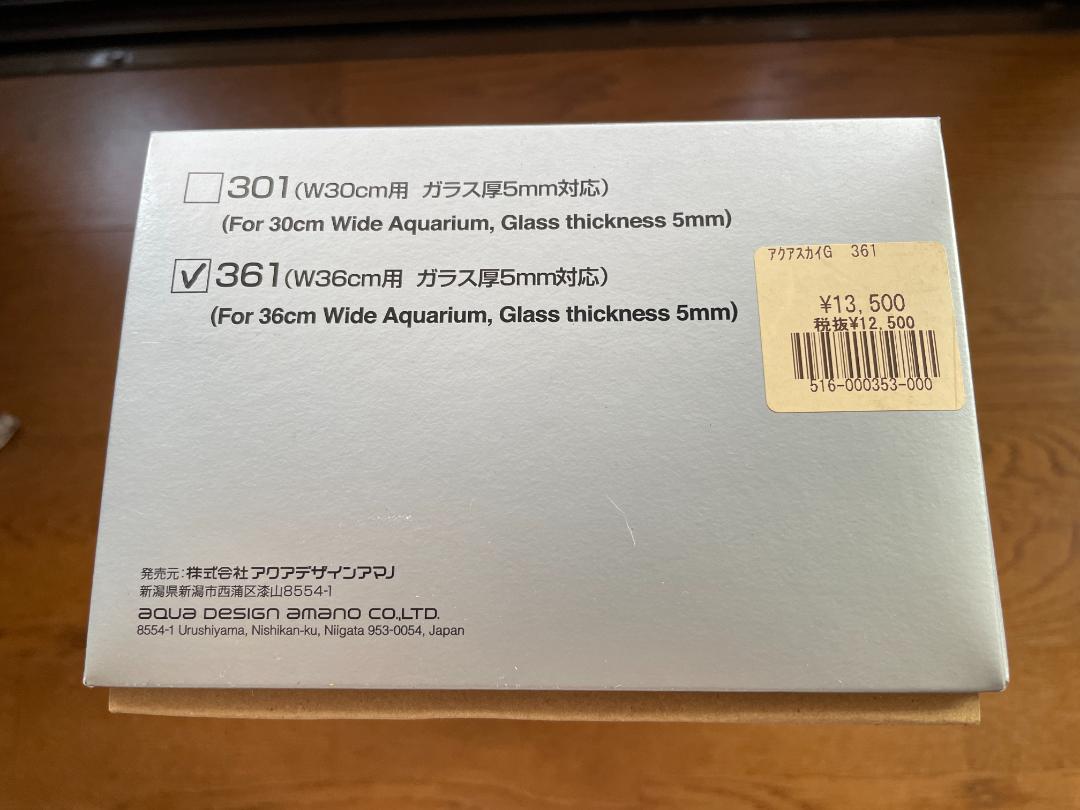 301(W30cm用 ガラス厚5mm対応)
(For 30cm Wide Aquarium, Glass thickness 5mm)
361(W36cm用 ガラス厚5mm対応)
(For 36cm Wide Aquarium, Glass thickness 5mm)
アクアスカイG 361
¥13,500
税抜¥12,500
516-000353-000
発売元:株式会社アクアデザインアマノ
新潟県新潟市西蒲区漆山8554-1
AQUA DESIGN AMANO CO.,LTD.
8554-1 Urushiyama, Nishikan-ku, Niigata 953-0054, Japan